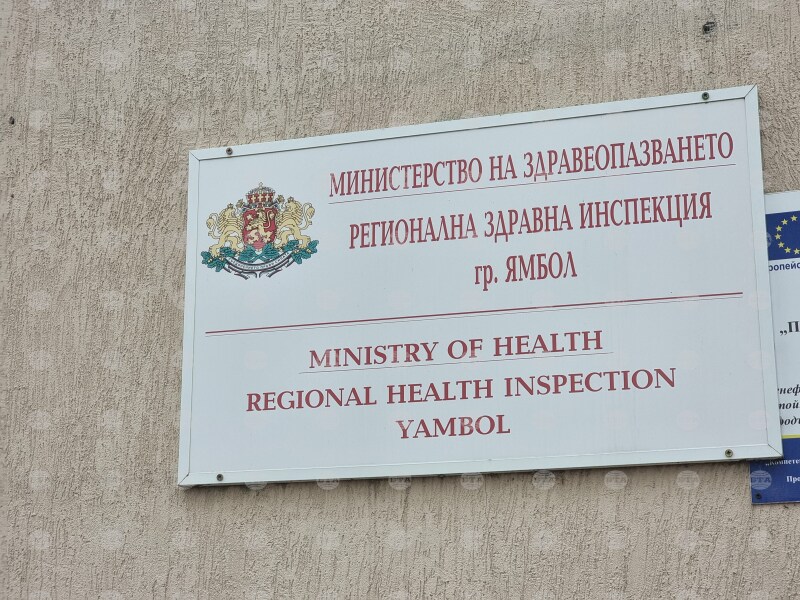 МИНИСТЕРСТВО НА ЗДРАВЕОПАЗВАНЕТО
РЕГИОНАЛНА ЗДРАВНА ИНСПЕКЦИЯ
гр. ЯМБОЛ
MINISTRY OF HEALTH
REGIONAL HEALTH INSPECTION
YAMBOL